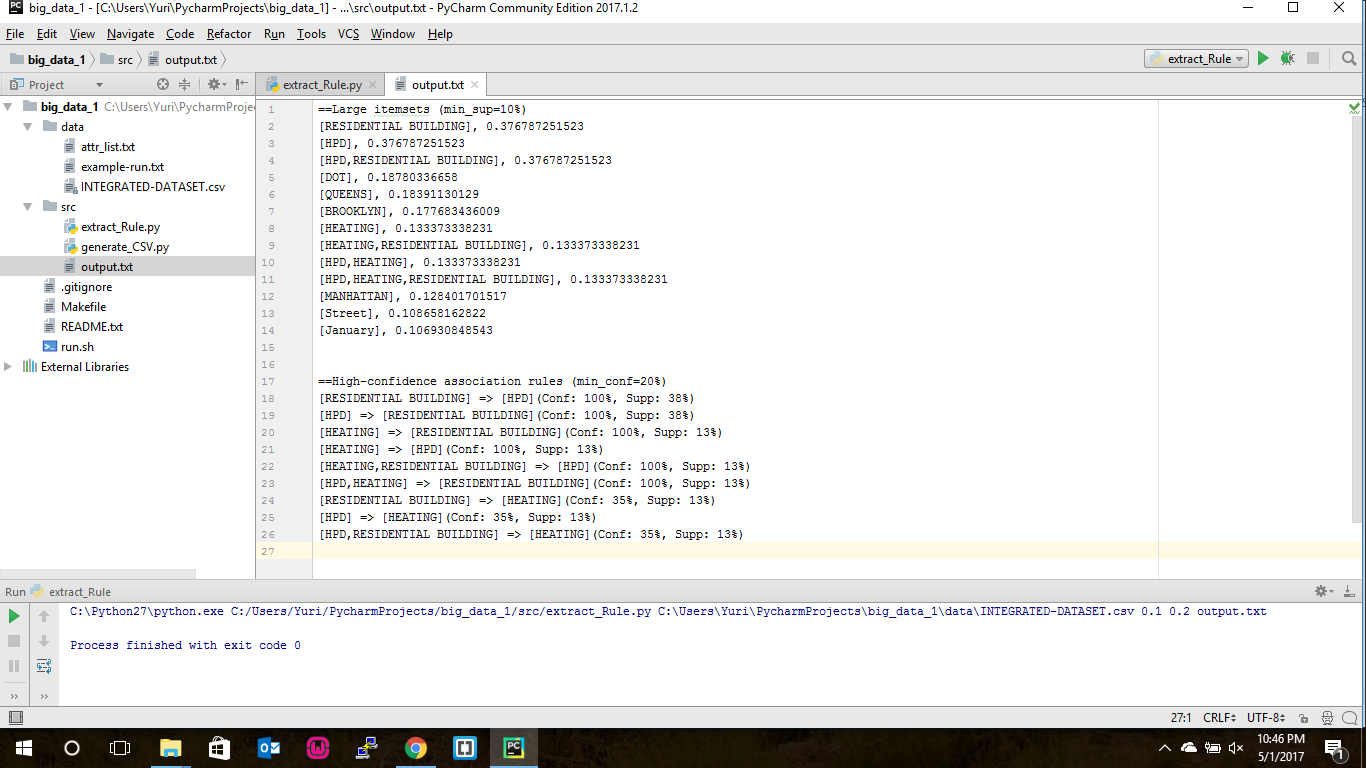 big_data_1 - [C:\Users\Yuri\PycharmProjects\big_data_1] - ...\src\output.txt - PyCharm Community Edition 2017.1.2
File Edit View Navigate Code Refactor Run Tools VCS Window Help
big_data_1 src output.txt
extract_Rule
Project
extract_Rule.py
output.txt
big_data_1 C:\Users\Yuri\PycharmProje
data
attr_list.txt
example-run.txt
INTEGRATED-DATASET.csv
src
extract_Rule.py
generate_CSV.py
output.txt
.gitignore
Makefile
README.txt
run.sh
External Libraries
1 ==Large itemsets (min_sup=10%)
2 [RESIDENTIAL BUILDING], 0.376787251523
3 [HPD], 0.376787251523
4 [HPD,RESIDENTIAL BUILDING], 0.376787251523
5 [DOT], 0.18780336658
6 [QUEENS], 0.18391130129
7 [BROOKLYN], 0.177683436009
8 [HEATING], 0.133373338231
9 [HEATING,RESIDENTIAL BUILDING], 0.133373338231
10 [HPD,HEATING], 0.133373338231
11 [HPD,HEATING,RESIDENTIAL BUILDING], 0.133373338231
12 [MANHATTAN], 0.128401701517
13 [Street], 0.108658162822
14 [January], 0.106930848543
15
16
17 ==High-confidence association rules (min_conf=20%)
18 [RESIDENTIAL BUILDING] => [HPD](Conf: 100%, Supp: 38%)
19 [HPD] => [RESIDENTIAL BUILDING](Conf: 100%, Supp: 38%)
20 [HEATING] => [RESIDENTIAL BUILDING](Conf: 100%, Supp: 13%)
21 [HEATING] => [HPD](Conf: 100%, Supp: 13%)
22 [HEATING,RESIDENTIAL BUILDING] => [HPD](Conf: 100%, Supp: 13%)
23 [HPD,HEATING] => [RESIDENTIAL BUILDING](Conf: 100%, Supp: 13%)
24 [RESIDENTIAL BUILDING] => [HEATING](Conf: 35%, Supp: 13%)
25 [HPD] => [HEATING](Conf: 35%, Supp: 13%)
26 [HPD,RESIDENTIAL BUILDING] => [HEATING](Conf: 35%, Supp: 13%)
27
Run extract_Rule
C:\Python27\python.exe C:/Users/Yuri/PycharmProjects/big_data_1/src/extract_Rule.py C:\Users\Yuri\PycharmProjects\big_data_1\data\INTEGRATED-DATASET.csv 0.1 0.2 output.txt
Process finished with exit code 0
27:1 CRLF UTF-8
10:46 PM
5/1/2017
1